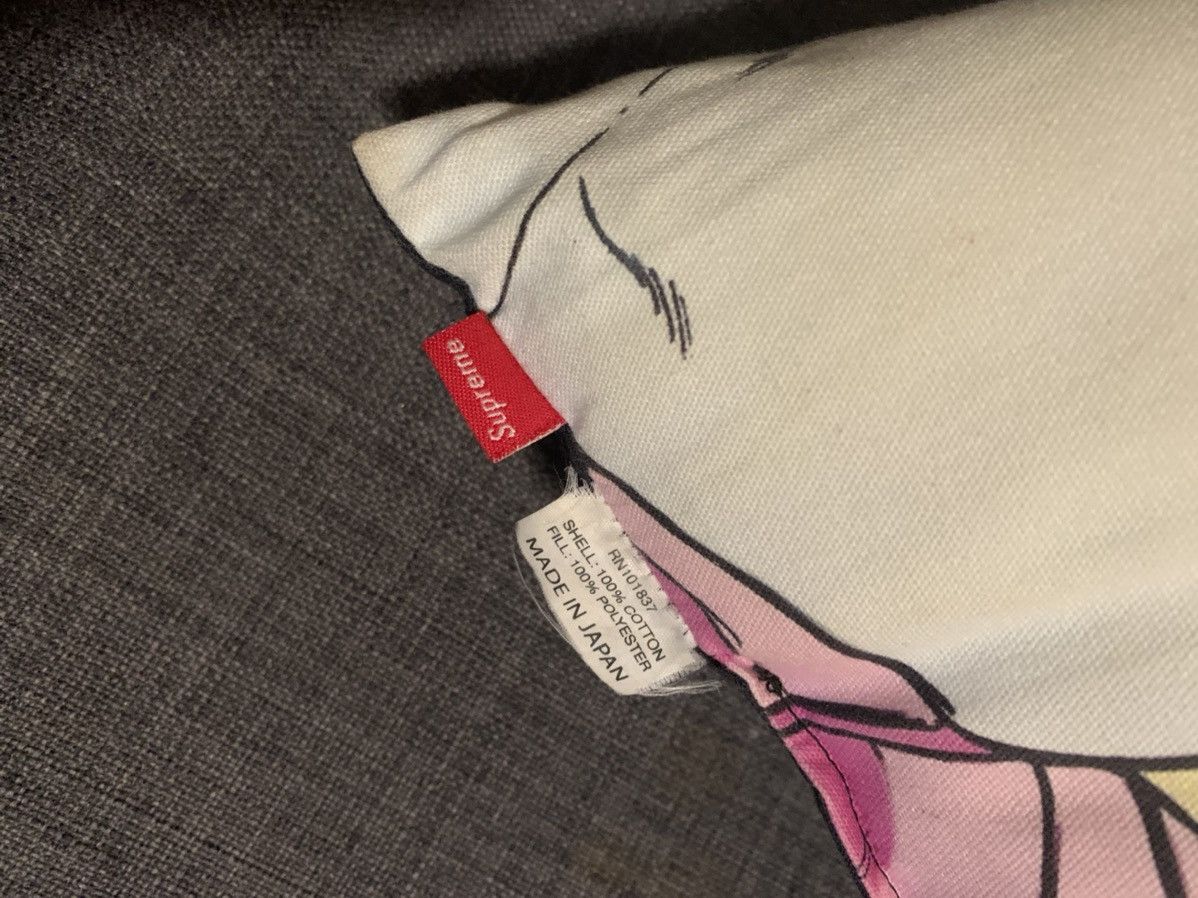 Supreme
RN101837
SHELL: 100% COTTON
FILL: 100% POLYESTER
MADE IN JAPAN